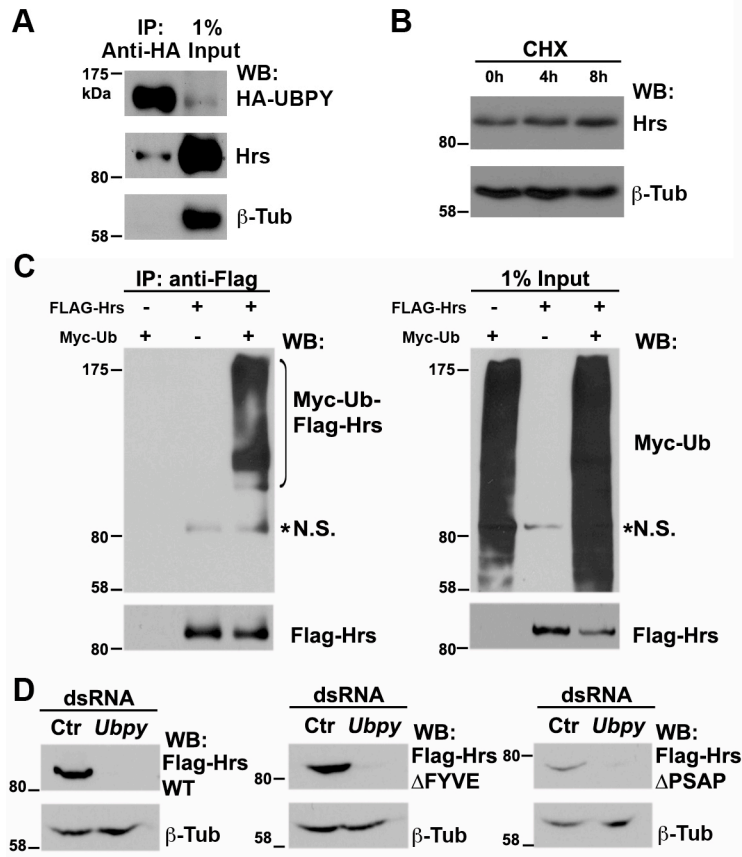 A
IP: 1%
Anti-HA Input
175
kDa
WB:
HA-UBPY
Hrs
80
β-Tub
58
B
CHX
0h 4h 8h
WB:
Hrs
80
58
β-Tub
C
IP: anti-Flag
FLAG-Hrs - + +
Myc-Ub + - +
WB:
175
Myc-Ub-
Flag-Hrs
80
*N.S.
58
80
Flag-Hrs
1% Input
FLAG-Hrs - + +
Myc-Ub + - +
WB:
175
Myc-Ub
80
*N.S.
58
80
Flag-Hrs
D
dsRNA
Ctr Ubpy
WB:
Flag-Hrs
WT
80
β-Tub
58
dsRNA
Ctr Ubpy
WB:
Flag-Hrs
ΔFYVE
80
β-Tub
58
dsRNA
Ctr Ubpy
WB:
80
Flag-Hrs
ΔPSAP
β-Tub
58